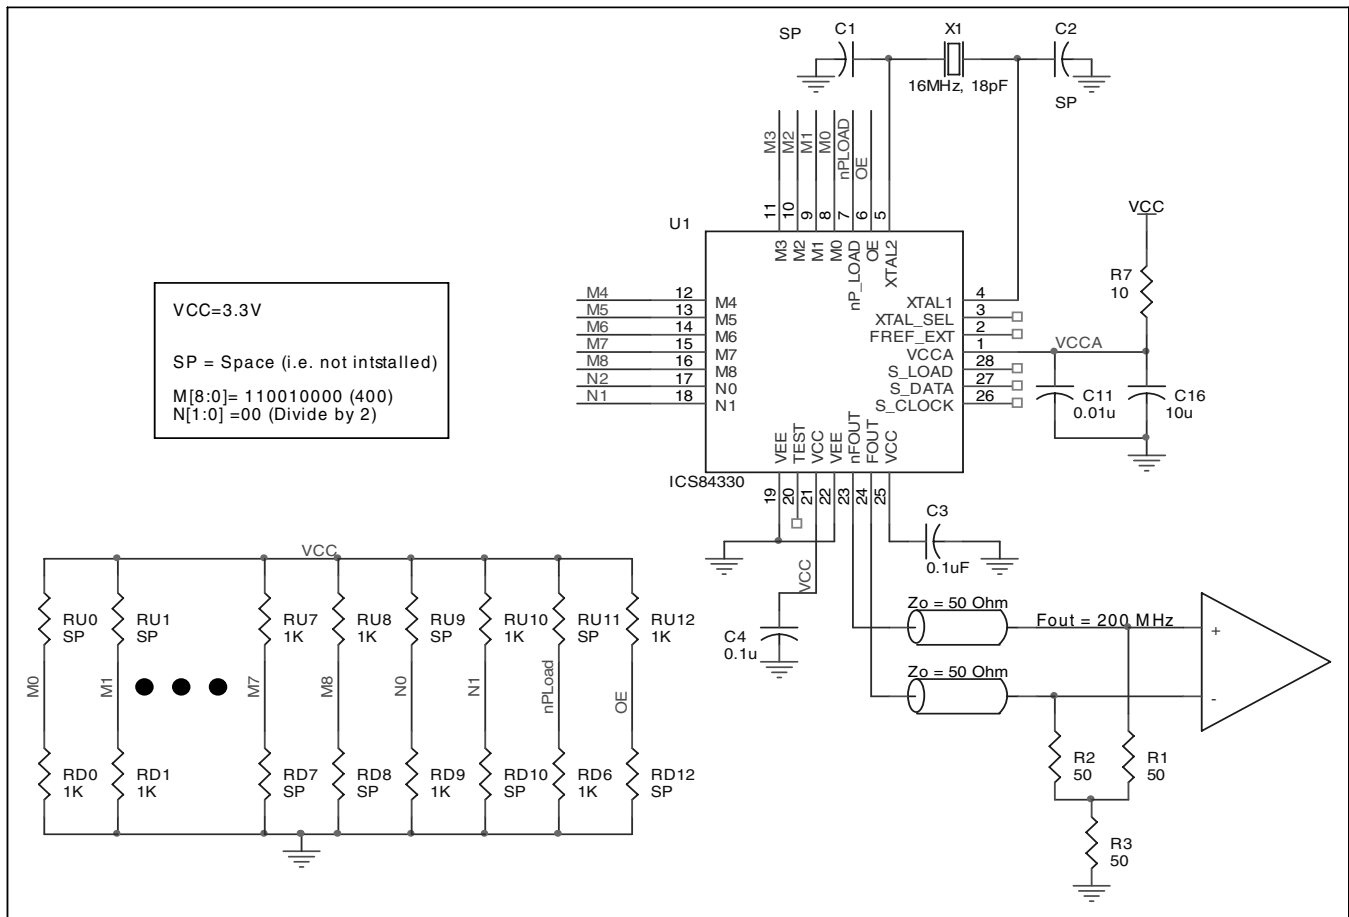 SP
C1
X1
C2
16MHz, 18pF
SP
M3
M2
M1
M0
nPLOAD
OE
11
10
9
8
7
6
5
U1
M3
M2
M1
M0
nP_LOAD
OE
XTAL2
VCC
R7
10
VCC=3.3V
SP = Space (i.e. not intstalled)
M[8:0]= 110010000 (400)
N[1:0] =00 (Divide by 2)
M4 12 M4
M5 13 M5
M6 14 M6
M7 15 M7
M8 16 M8
N2 17 N0
N1 18 N1
XTAL1 4
XTAL_SEL 3
FREF_EXT 2
VCCA 1 VCCA
S_LOAD 28
S_DATA 27
S_CLOCK 26
C11
0.01u
C16
10u
VEE
TEST
VCC
VEE
nFOUT
FOUT
VCC
ICS84330
19
20
21
22
23
24
25
C3
0.1uF
VCC
C4
0.1u
Zo = 50 Ohm
Fout = 200 MHz
+
Zo = 50 Ohm
-
R2
50
R1
50
R3
50
VCC
RU0
SP
RU1
SP
RU7
1K
RU8
1K
RU9
SP
RU10
1K
RU11
SP
RU12
1K
M0
M1
M7
M8
N0
N1
nPLoad
OE
RD0
1K
RD1
1K
RD7
SP
RD8
SP
RD9
1K
RD10
SP
RD6
1K
RD12
SP